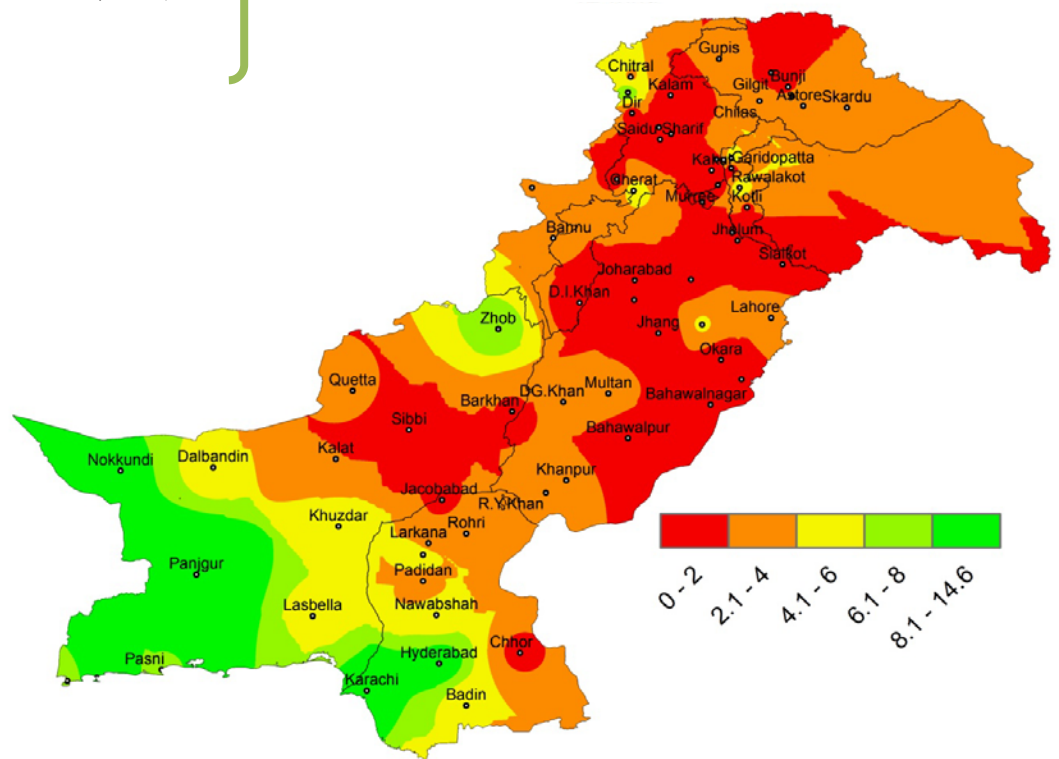 Gupis
Chitral
Bunji
Kalam
Gilgit
Astore
Skardu
Dir
Chilas
Saidu Sharif
Garidopatta
Rawalakot
Cherat
Kotli
Bannu
Jhelum
Sialkot
Joharabad
D.I.Khan
Lahore
Zhob
Jhang
Okara
Quetta
DG.Khan
Multan
Barkhan
Bahawalnagar
Sibbi
Bahawalpur
Nokkundi
Dalbandin
Kalat
Khanpur
Jacobabad
R.Y.Khan
Khuzdar
Rohri
Larkana
Panjgur
Padidan
Lasbella
Nawabshah
Chhor
Pasni
Hyderabad
Karachi
Badin
0 - 2
2.1 - 4
4.1 - 6
6.1 - 8
8.1 - 14.6